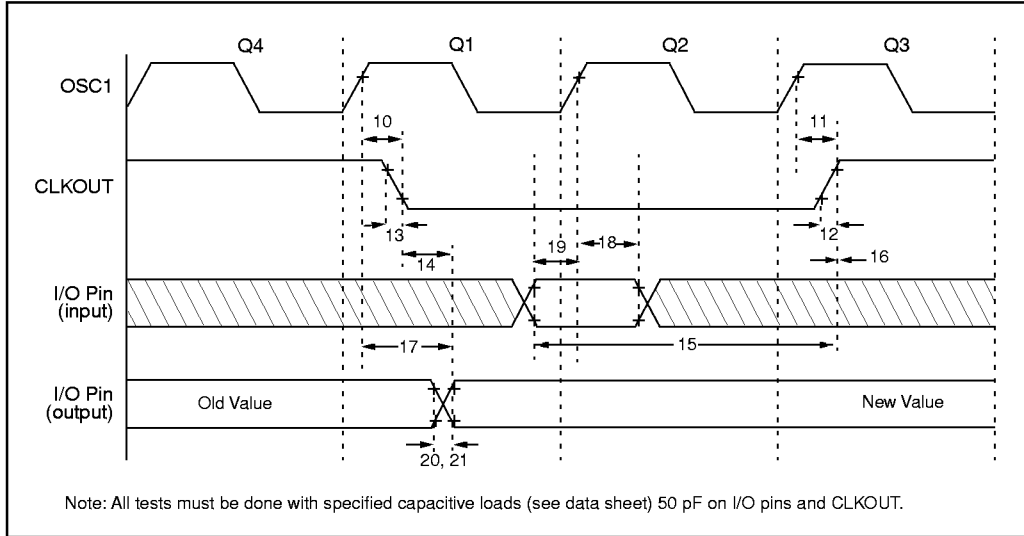 Q4 Q1 Q2 Q3
OSC1
10 11
CLKOUT
13 12
14 19 18 16
I/O Pin
(input)
17 15
I/O Pin
(output)
Old Value New Value
20, 21
Note: All tests must be done with specified capacitive loads (see data sheet) 50 pF on I/O pins and CLKOUT.